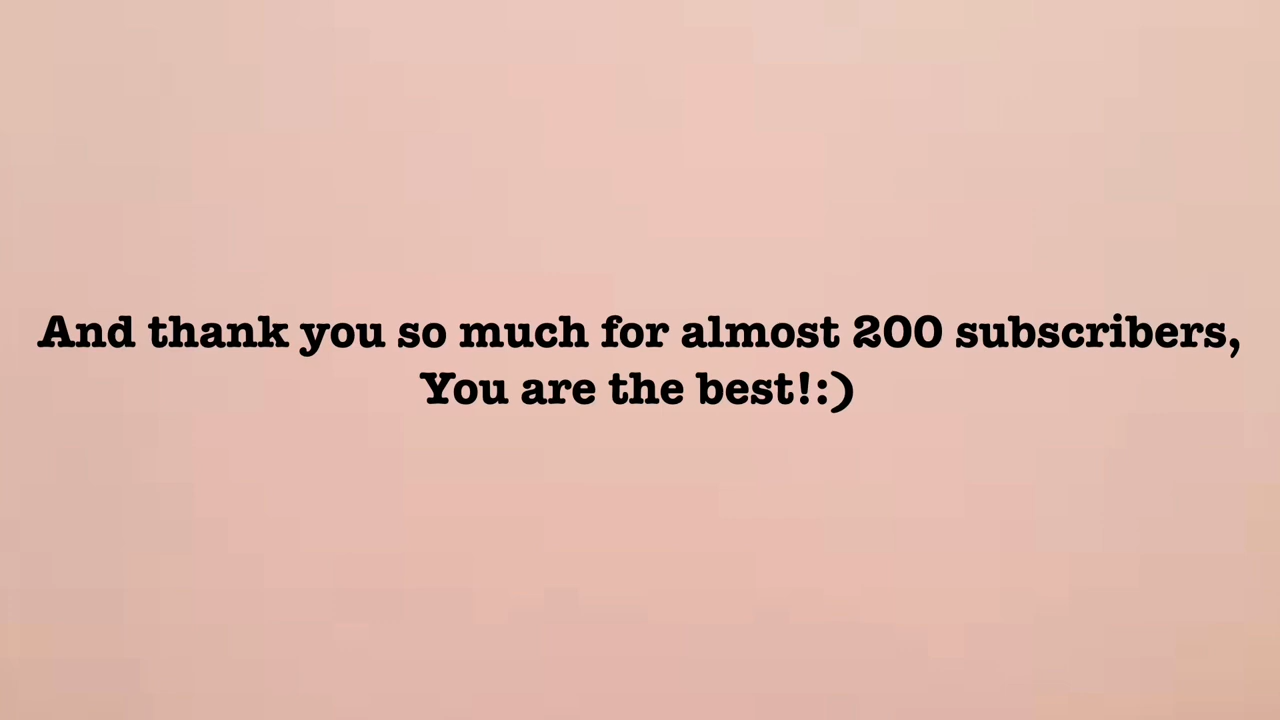 And thank you so much for almost 200 subscribers,
You are the best!:)